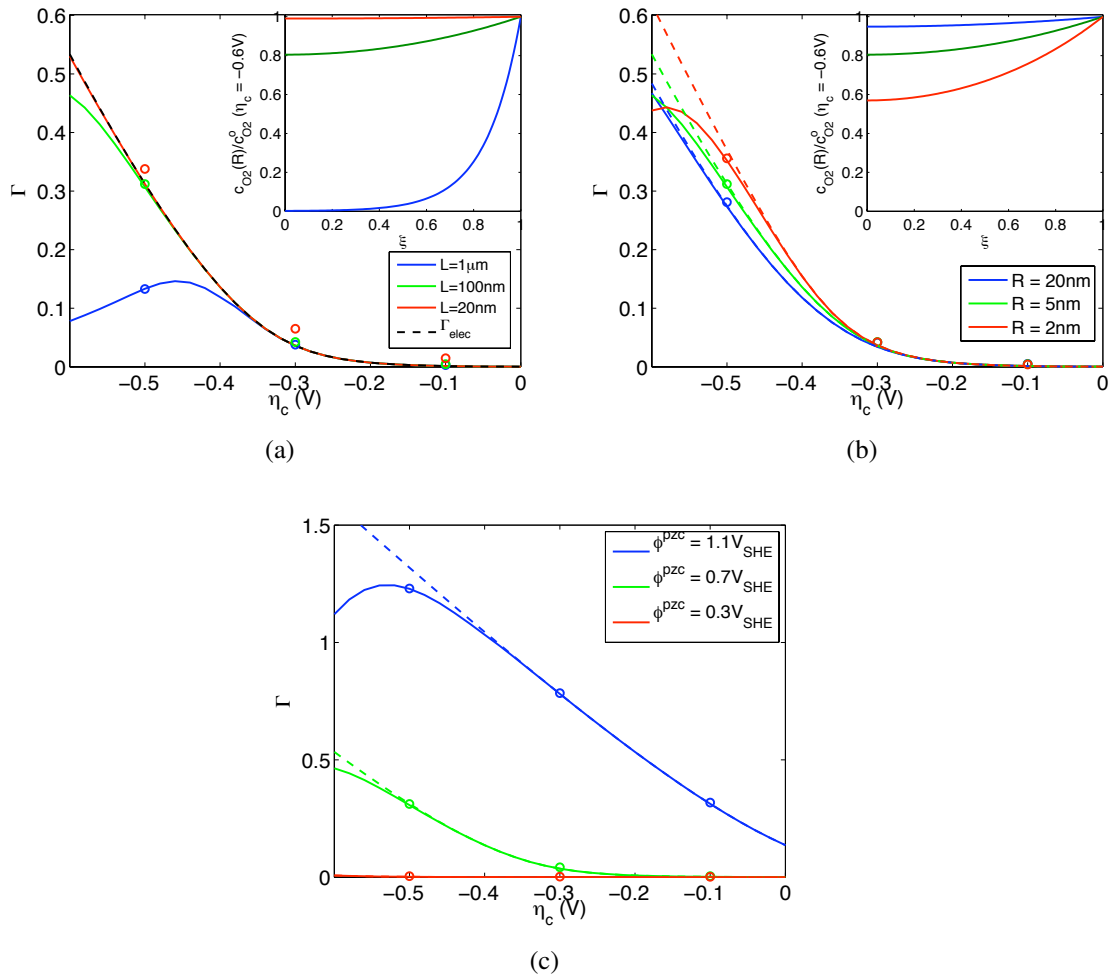 0.6
0.5
0.4
0.3
0.2
0.1
0
Γ
−0.5
−0.4
−0.3
−0.2
−0.1
0
η_c (V)
1
0.8
0.6
0.4
0.2
0
c_O2(R)/c^o_O2 (η_c = −0.6V)
0
0.2
0.4
0.6
0.8
1
ξ
L=1μm
L=100nm
L=20nm
Γ_elec
(a)
0.6
0.5
0.4
0.3
0.2
0.1
0
Γ
−0.5
−0.4
−0.3
−0.2
−0.1
0
η_c (V)
1
0.8
0.6
0.4
0.2
0
c_O2(R)/c^o_O2 (η_c = −0.6V)
0
0.2
0.4
0.6
0.8
1
ξ
R = 20nm
R = 5nm
R = 2nm
(b)
1.5
1
0.5
0
Γ
−0.5
−0.4
−0.3
−0.2
−0.1
0
η_c (V)
ϕ^pzc = 1.1V_SHE
ϕ^pzc = 0.7V_SHE
ϕ^pzc = 0.3V_SHE
(c)